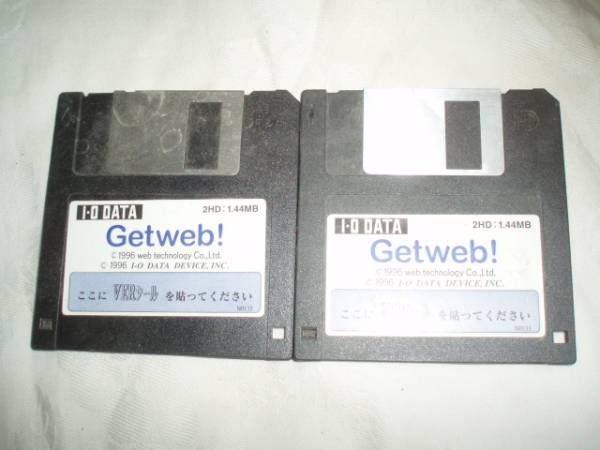 I-O DATA
2HD:1.44MB
Getweb!
©1996 web technology Co.,Ltd.
© 1996 I-O DATA DEVICE, INC.
ここに VERシール を貼ってください
I-O DATA
2HD:1.44MB
Getweb!
©1996 web technology Co.,Ltd.
© 1996 I-O DATA DEVICE, INC.
ここに を貼ってください